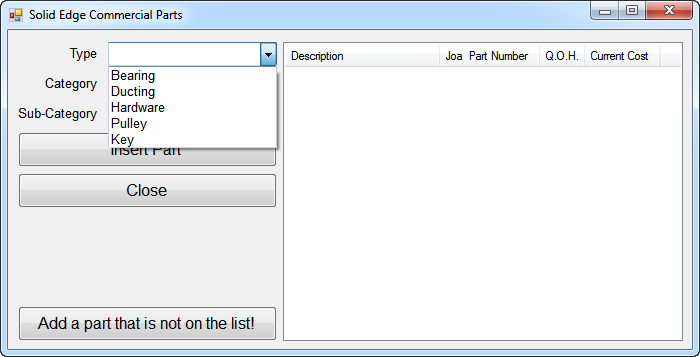 Solid Edge Commercial Parts
Type
Bearing
Ducting
Hardware
Pulley
Key
Category
Sub-Category
Insert Part
Close
Add a part that is not on the list!
Description Joa Part Number Q.O.H. Current Cost